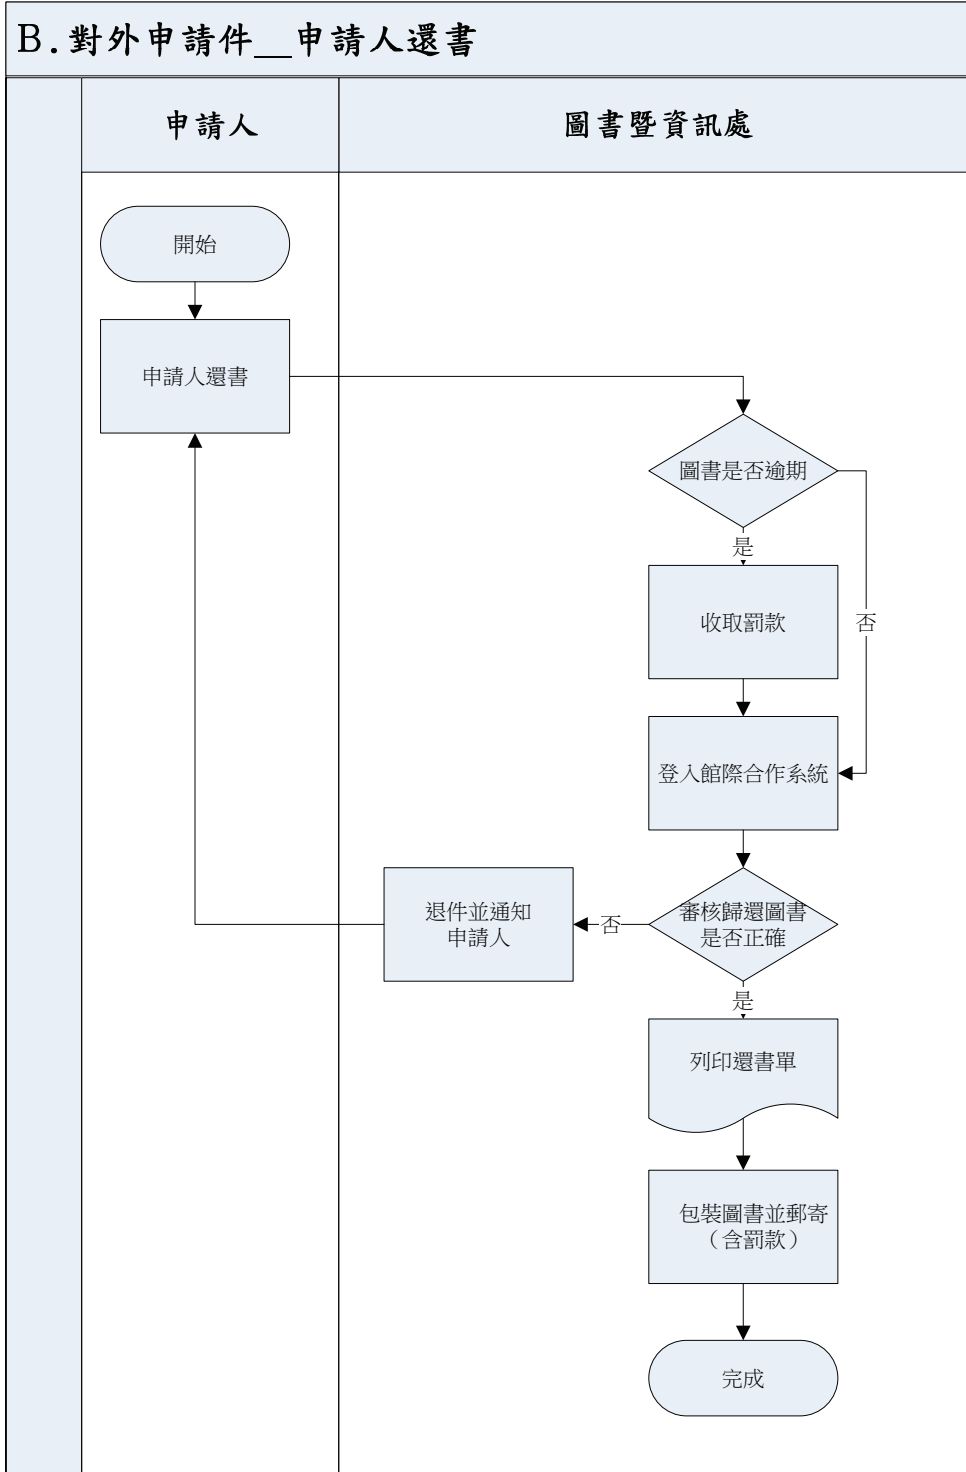 B.對外申請件__申請人還書
申請人
圖書暨資訊處
開始
申請人還書
圖書是否逾期
是
收取罰款
否
登入館際合作系統
審核歸還圖書
是否正確
否
退件並通知
申請人
是
列印還書單
包裝圖書並郵寄
（含罰款）
完成